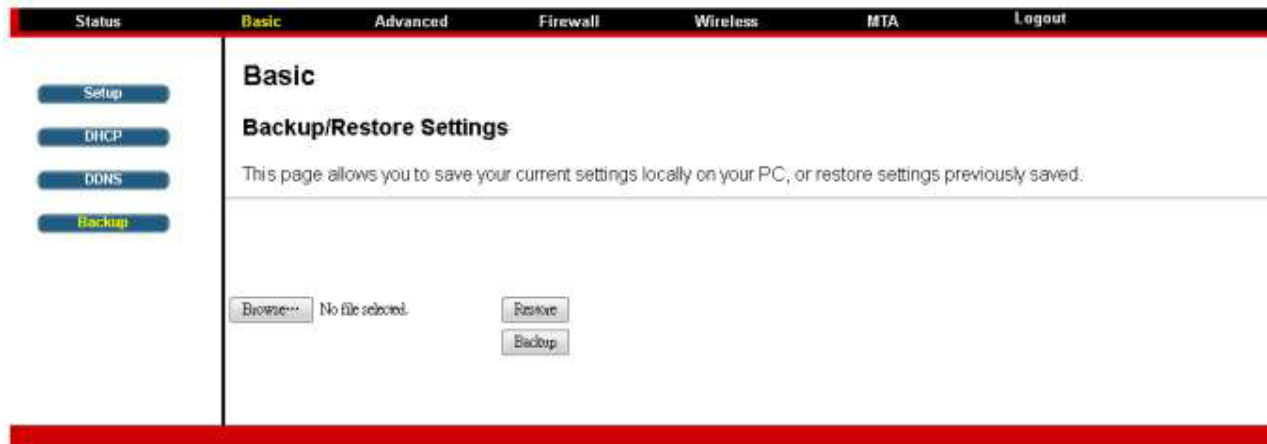 Status Basic Advanced Firewall Wireless MTA Logout
Setup
DHCP
DDNS
Backup
Basic
Backup/Restore Settings
This page allows you to save your current settings locally on your PC, or restore settings previously saved.
Browse··· No file selected. Restore
Backup